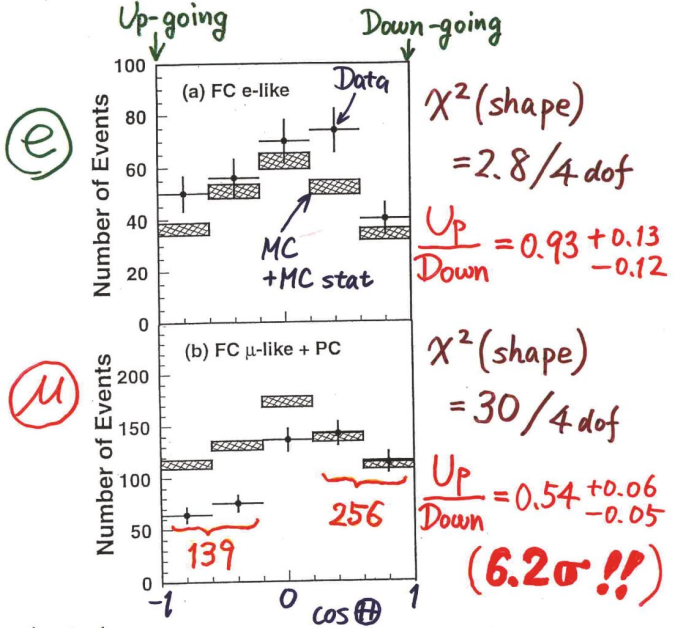 Up-going
Down-going
100
80
60
40
20
0
Number of Events
(a) FC e-like
Data
MC
+MC stat
e
χ² (shape)
= 2.8/4 dof
Up/Down = 0.93 +0.13 −0.12
200
150
100
50
0
Number of Events
(b) FC μ-like + PC
139
256
-1
0
1
cos Θ
μ
χ² (shape)
= 30/4 dof
Up/Down = 0.54 +0.06 −0.05
(6.2σ !!)